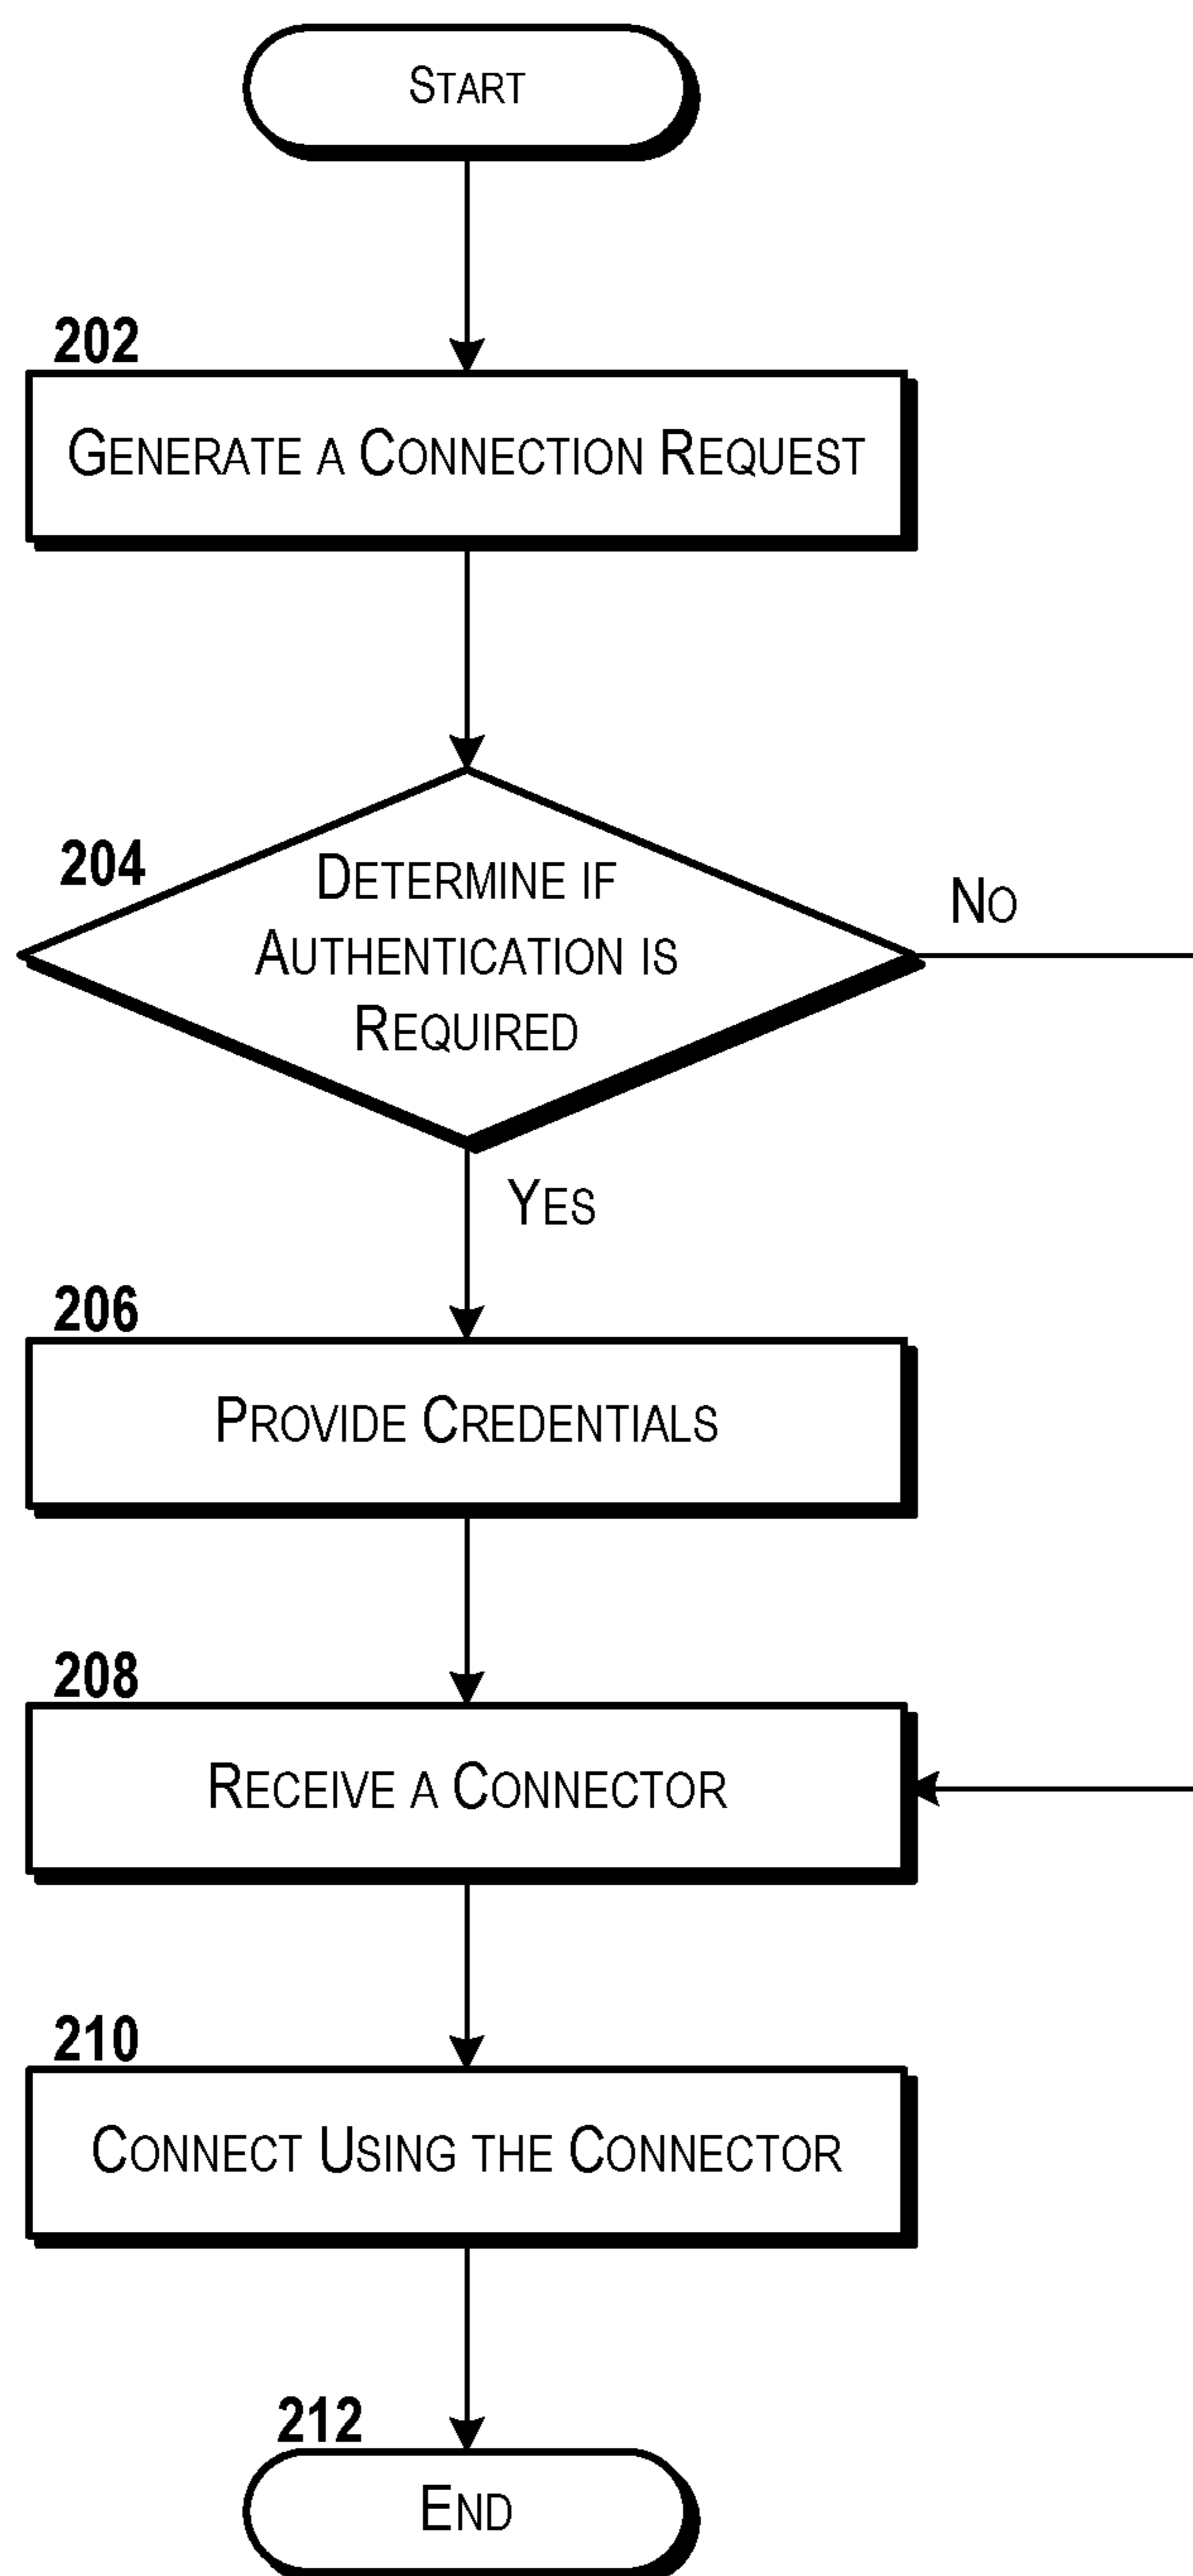 START
202
GENERATE A CONNECTION REQUEST
204
DETERMINE IF
AUTHENTICATION IS
REQUIRED
NO
YES
206
PROVIDE CREDENTIALS
208
RECEIVE A CONNECTOR
210
CONNECT USING THE CONNECTOR
212
END